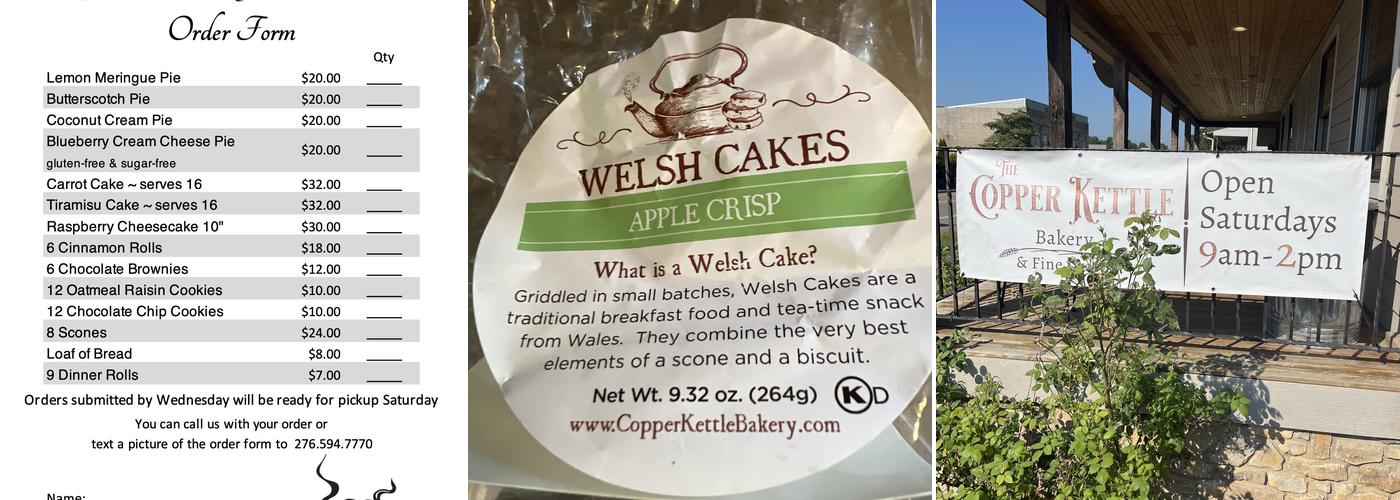 Order Form
Qty
Lemon Meringue Pie $20.00
Butterscotch Pie $20.00
Coconut Cream Pie $20.00
Blueberry Cream Cheese Pie
gluten-free & sugar-free $20.00
Carrot Cake ~ serves 16 $32.00
Tiramisu Cake ~ serves 16 $32.00
Raspberry Cheesecake 10" $30.00
6 Cinnamon Rolls $18.00
6 Chocolate Brownies $12.00
12 Oatmeal Raisin Cookies $10.00
12 Chocolate Chip Cookies $10.00
8 Scones $24.00
Loaf of Bread $8.00
9 Dinner Rolls $7.00
Orders submitted by Wednesday will be ready for pickup Saturday
You can call us with your order or
text a picture of the order form to 276.594.7770
Name:
WELSH CAKES
APPLE CRISP
What is a Welsh Cake?
Griddled in small batches, Welsh Cakes are a
traditional breakfast food and tea-time snack
from Wales. They combine the very best
elements of a scone and a biscuit.
Net Wt. 9.32 oz. (264g) K D
www.CopperKettleBakery.com
THE
COPPER KETTLE
Bakery
& Fine
Open
Saturdays
9am-2pm